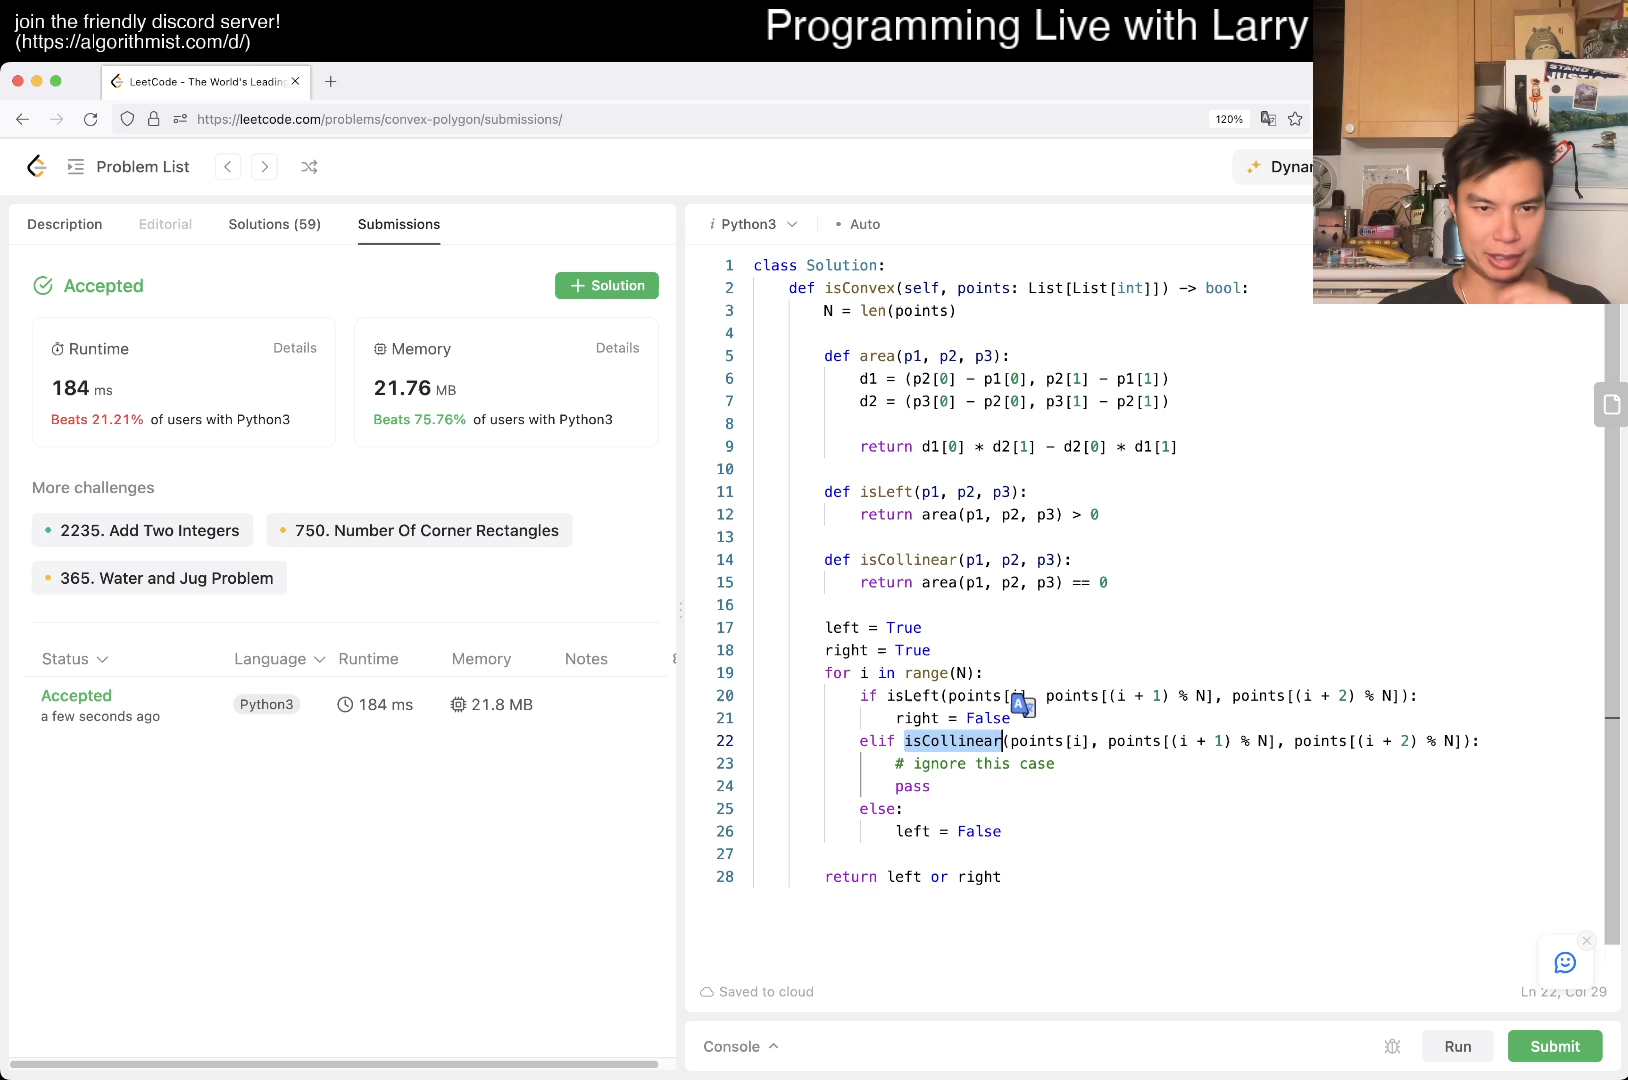 join the friendly discord server!
(https://algorithmist.com/d/)
Programming Live with Larry
LeetCode - The World's Leading
https://leetcode.com/problems/convex-polygon/submissions/
120%
Problem List
Dynam
Description
Editorial
Solutions (59)
Submissions
Accepted
Solution
Runtime
Details
184 ms
Beats 21.21% of users with Python3
Memory
Details
21.76 MB
Beats 75.76% of users with Python3
More challenges
2235. Add Two Integers
750. Number Of Corner Rectangles
365. Water and Jug Problem
Status
Language
Runtime
Memory
Notes
Accepted
a few seconds ago
Python3
184 ms
21.8 MB
i Python3
• Auto
1 class Solution:
2 def isConvex(self, points: List[List[int]]) -> bool:
3 N = len(points)
4
5 def area(p1, p2, p3):
6 d1 = (p2[0] - p1[0], p2[1] - p1[1])
7 d2 = (p3[0] - p2[0], p3[1] - p2[1])
8
9 return d1[0] * d2[1] - d2[0] * d1[1]
10
11 def isLeft(p1, p2, p3):
12 return area(p1, p2, p3) > 0
13
14 def isCollinear(p1, p2, p3):
15 return area(p1, p2, p3) == 0
16
17 left = True
18 right = True
19 for i in range(N):
20 if isLeft(points[i], points[(i + 1) % N], points[(i + 2) % N]):
21 right = False
22 elif isCollinear(points[i], points[(i + 1) % N], points[(i + 2) % N]):
23 # ignore this case
24 pass
25 else:
26 left = False
27
28 return left or right
Saved to cloud
Ln 22, Col 29
Console
Run
Submit